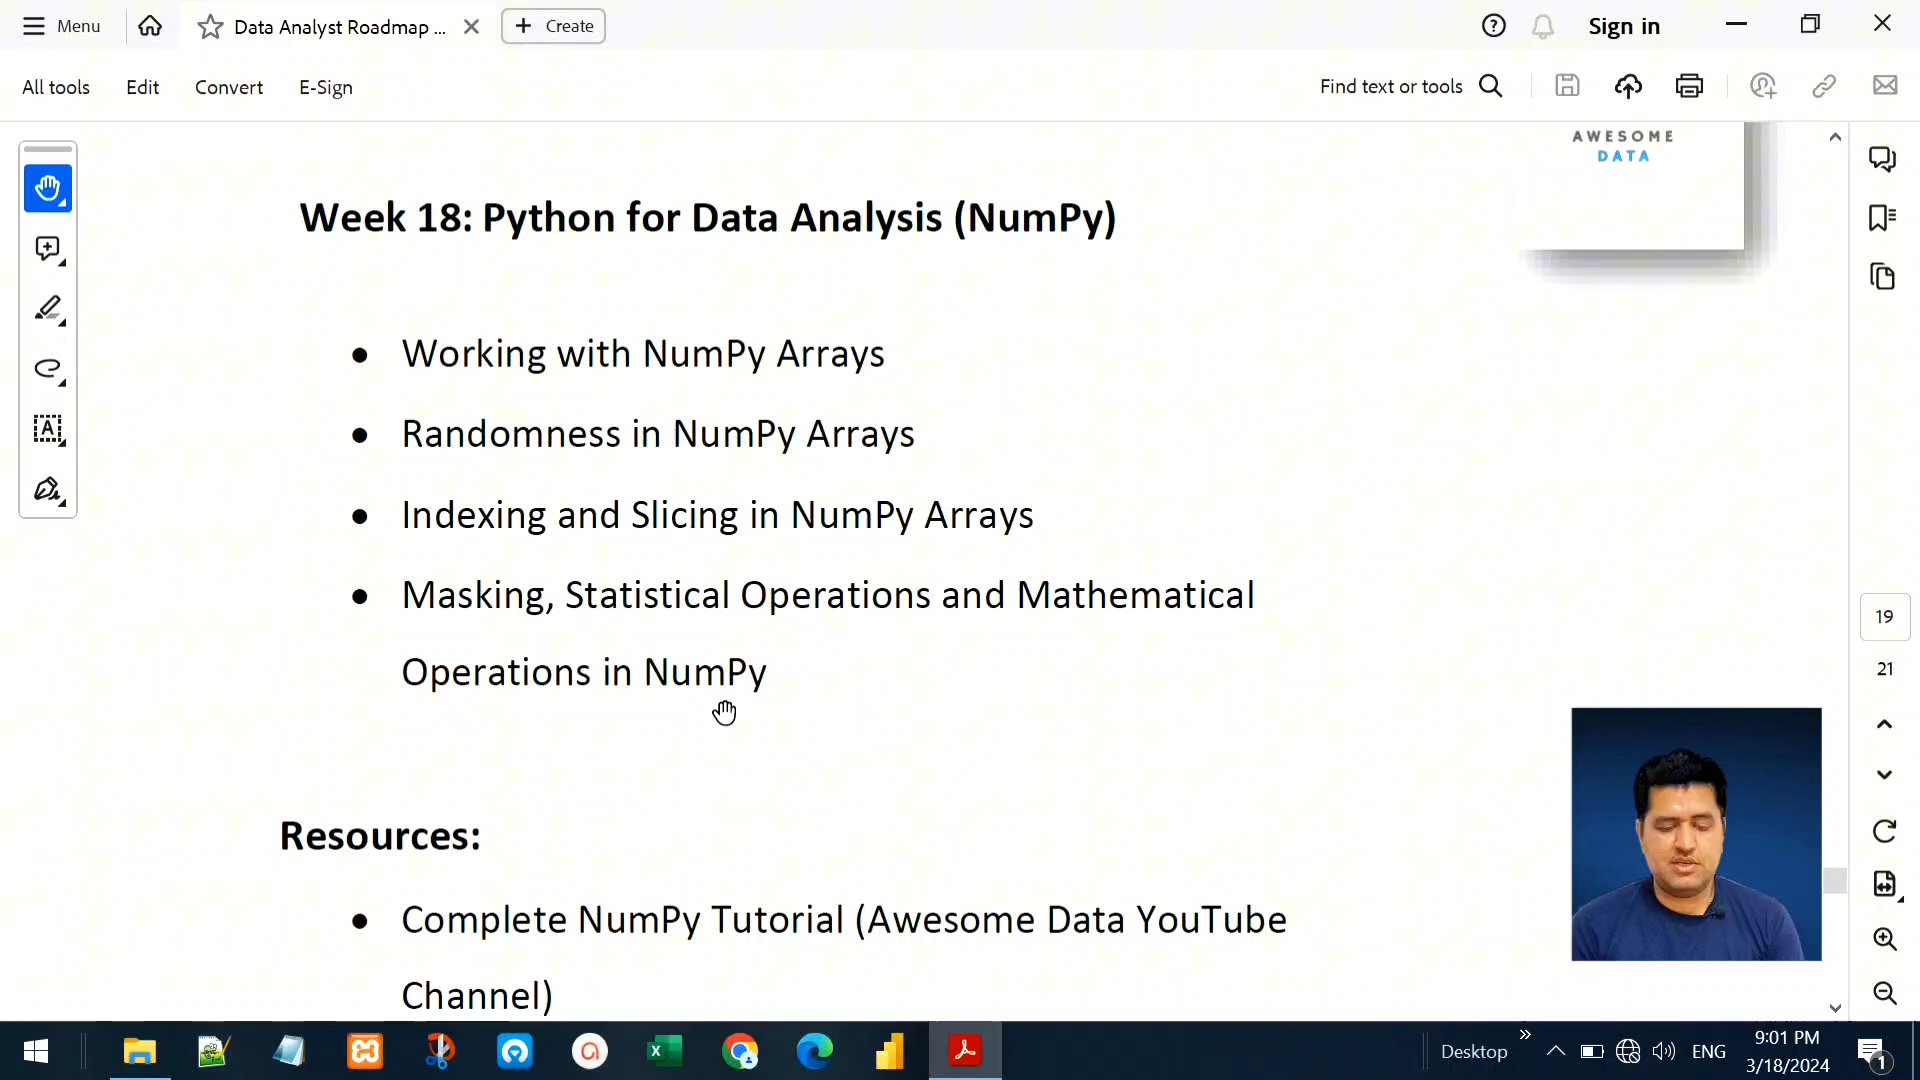 Menu
Data Analyst Roadmap ...
Create
Sign in
All tools
Edit
Convert
E-Sign
Find text or tools
AWESOME
DATA
Week 18: Python for Data Analysis (NumPy)
• Working with NumPy Arrays
• Randomness in NumPy Arrays
• Indexing and Slicing in NumPy Arrays
• Masking, Statistical Operations and Mathematical
Operations in NumPy
19
21
Resources:
• Complete NumPy Tutorial (Awesome Data YouTube
Channel)
Desktop
ENG
9:01 PM
3/18/2024
1